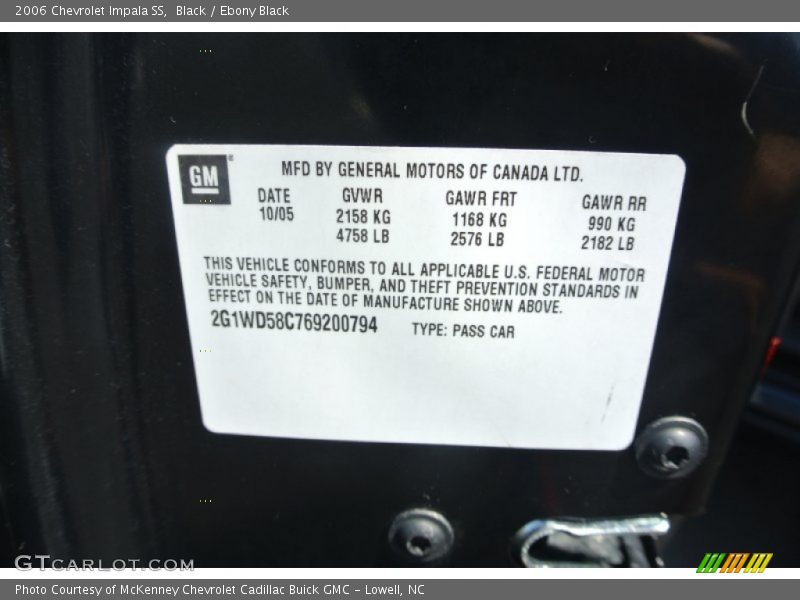 2006 Chevrolet Impala SS, Black / Ebony Black
GM
MFD BY GENERAL MOTORS OF CANADA LTD.
DATE GVWR GAWR FRT GAWR RR
10/05 2158 KG 1168 KG 990 KG
4758 LB 2576 LB 2182 LB
THIS VEHICLE CONFORMS TO ALL APPLICABLE U.S. FEDERAL MOTOR
VEHICLE SAFETY, BUMPER, AND THEFT PREVENTION STANDARDS IN
EFFECT ON THE DATE OF MANUFACTURE SHOWN ABOVE.
2G1WD58C769200794 TYPE: PASS CAR
GTCARLOT.COM
Photo Courtesy of McKenney Chevrolet Cadillac Buick GMC - Lowell, NC